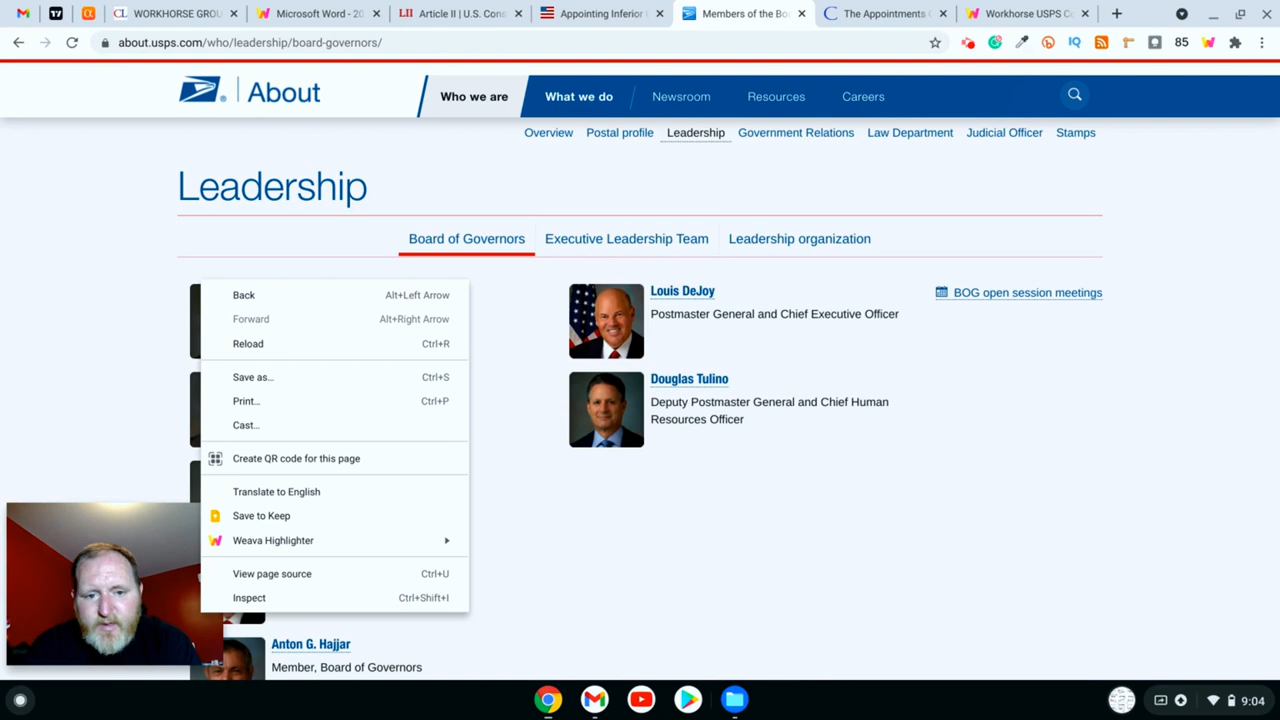 WORKHORSE GROU
Microsoft Word - 20
LII Article II | U.S. Cons
Appointing Inferior
Members of the Bo
The Appointments C
Workhorse USPS Co
about.usps.com/who/leadership/board-governors/
IQ
85
About
Who we are
What we do
Newsroom
Resources
Careers
Overview
Postal profile
Leadership
Government Relations
Law Department
Judicial Officer
Stamps
Leadership
Board of Governors
Executive Leadership Team
Leadership organization
Back Alt+Left Arrow
Forward Alt+Right Arrow
Reload Ctrl+R
Save as... Ctrl+S
Print... Ctrl+P
Cast...
Create QR code for this page
Translate to English
Save to Keep
Weava Highlighter
View page source Ctrl+U
Inspect Ctrl+Shift+I
Louis DeJoy
Postmaster General and Chief Executive Officer
Douglas Tulino
Deputy Postmaster General and Chief Human
Resources Officer
BOG open session meetings
Anton G. Hajjar
Member, Board of Governors
9:04